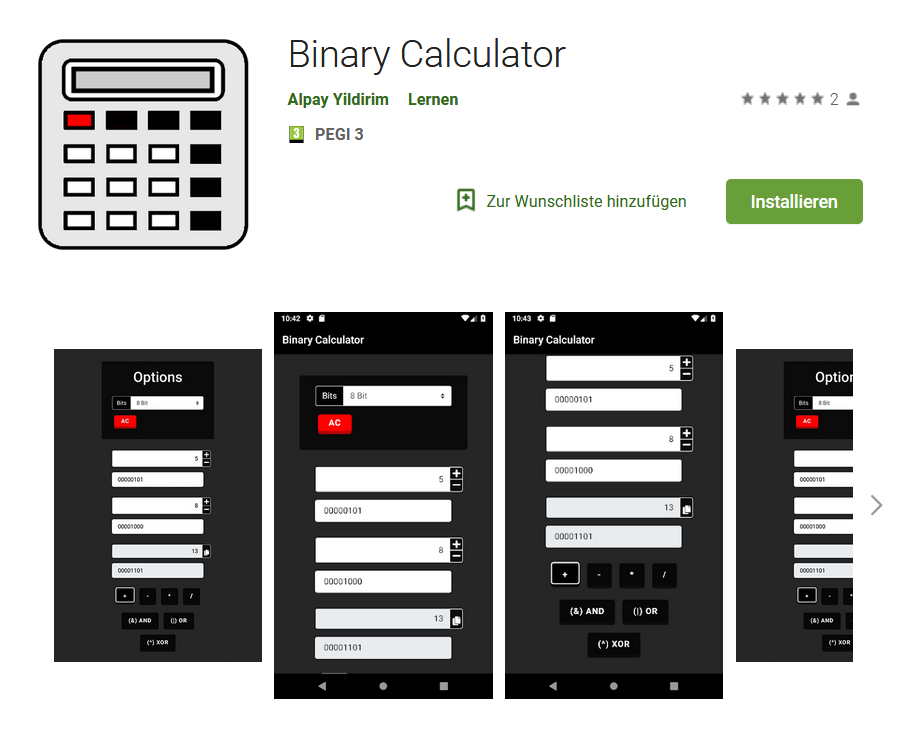 Binary Calculator
Alpay Yildirim Lernen
2
3 PEGI 3
Zur Wunschliste hinzufügen
Installieren
Options
Bits 8 Bit
AC
5
00000101
8
00001000
13
00001101
+ - * /
(&) AND (|) OR
(^) XOR
10:42
Binary Calculator
Bits 8 Bit
AC
5
00000101
8
00001000
13
00001101
10:43
Binary Calculator
5
00000101
8
00001000
13
00001101
+ - * /
(&) AND (|) OR
(^) XOR
Bits 8 Bit
AC
00000101
00001000
00001101
+ - *
(&) AND
(^) XOR